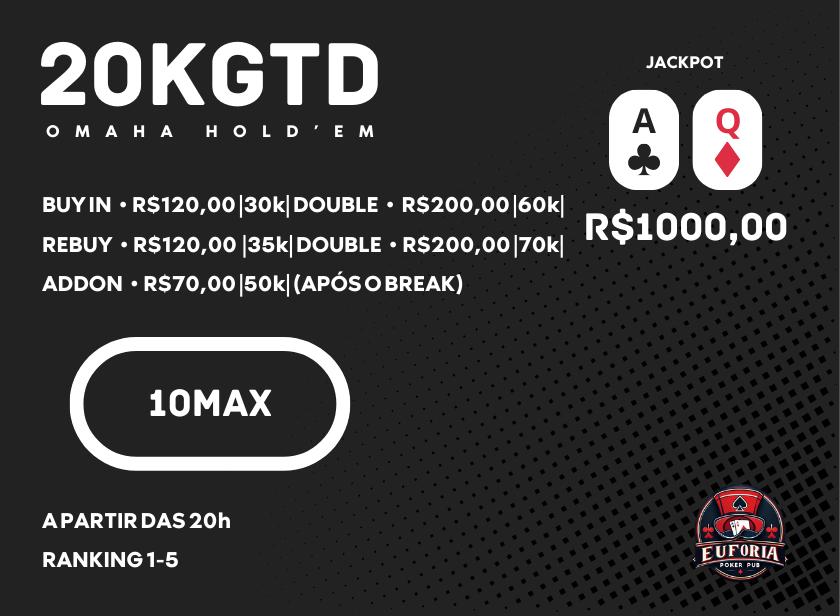 20KGTD
OMAHA HOLD'EM
JACKPOT
A Q
R$1000,00
BUY IN • R$120,00|30k|DOUBLE • R$200,00|60k|
REBUY • R$120,00 |35k|DOUBLE • R$200,00|70k|
ADDON • R$70,00|50k|(APÓS O BREAK)
10MAX
A PARTIR DAS 20h
RANKING 1-5
EUFORIA
POKER PUB